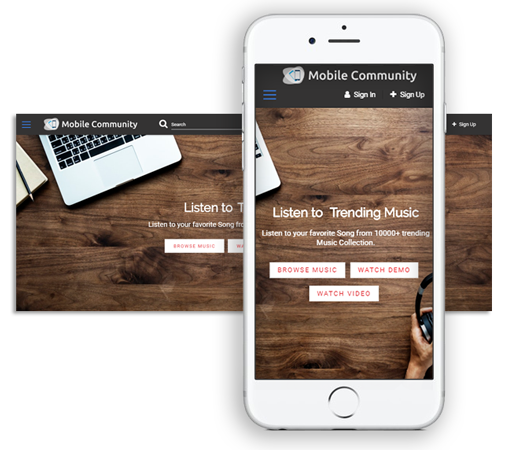 Mobile Community
Sign In
Sign Up
Listen to Trending Music
Listen to your favorite Song from 10000+ trending
Music Collection.
BROWSE MUSIC
WATCH DEMO
WATCH VIDEO
Mobile Community
Search
Sign Up
Listen to T
Listen to your favorite Song
BROWSE MUSIC